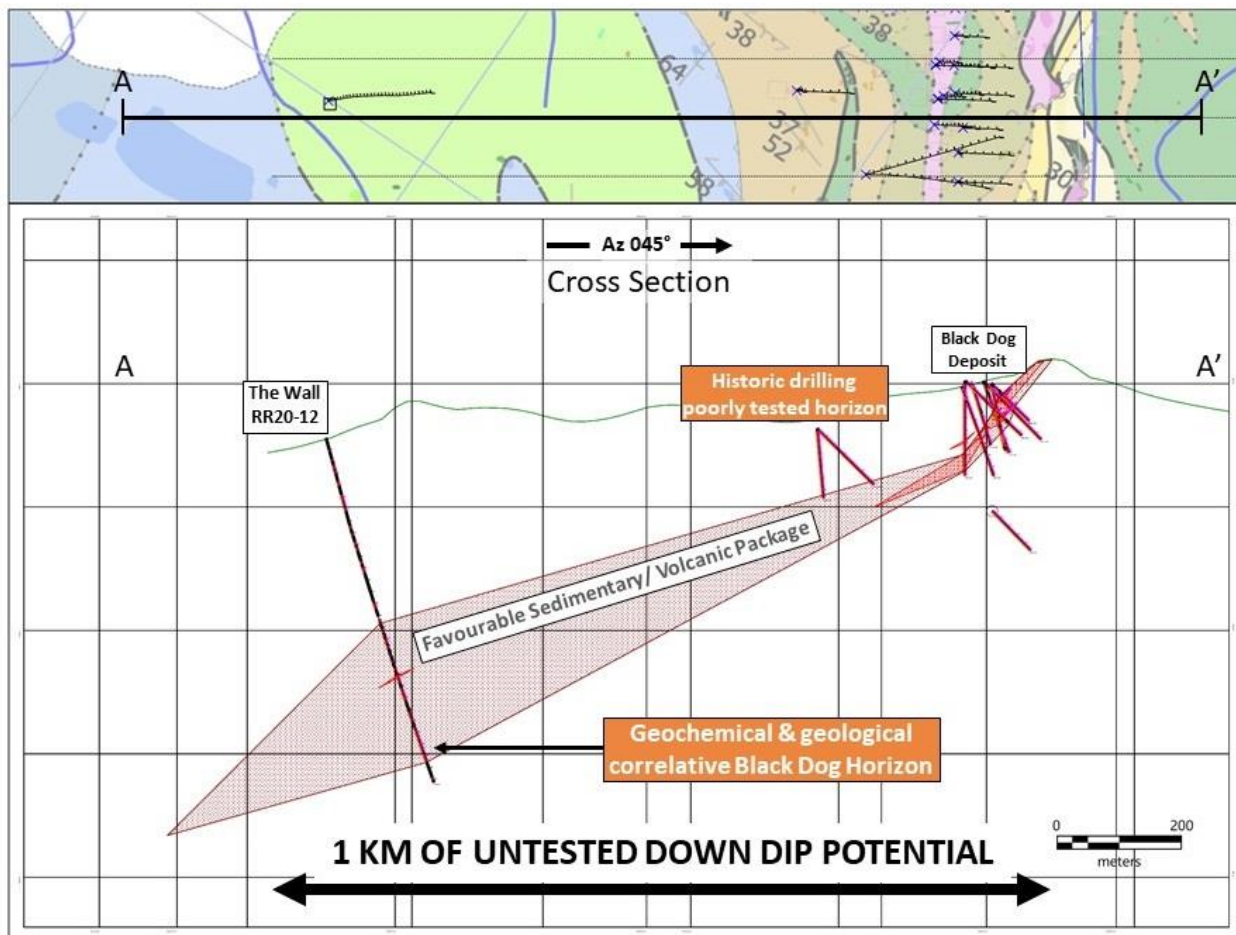 38
38
64
A
A'
37
52
58
30
Az 045°
Cross Section
A
A'
Black Dog
Deposit
The Wall
RR20-12
Historic drilling
poorly tested horizon
Favourable Sedimentary/ Volcanic Package
Geochemical & geological
correlative Black Dog Horizon
1 KM OF UNTESTED DOWN DIP POTENTIAL
0
200
meters